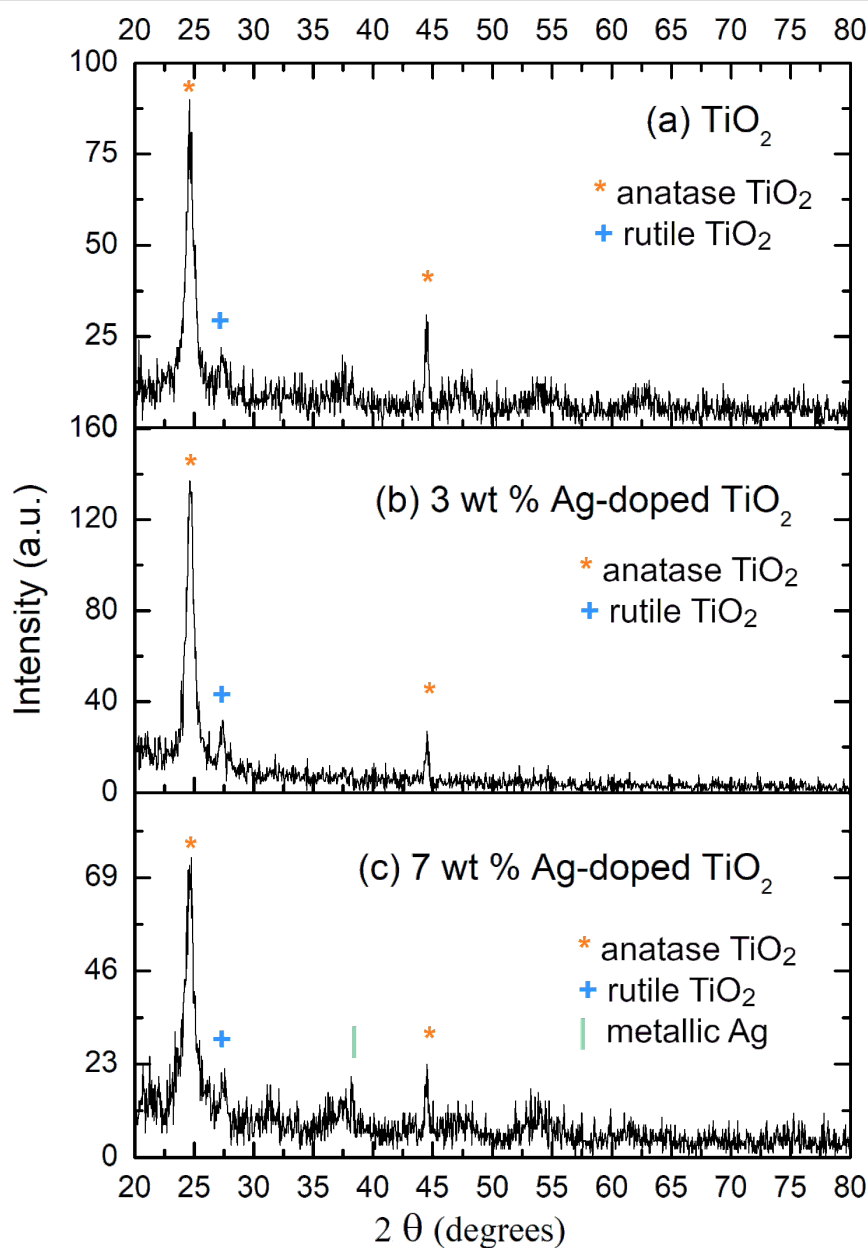 20 25 30 35 40 45 50 55 60 65 70 75 80
100
(a) TiO₂
75
* anatase TiO₂
+ rutile TiO₂
50
25
160
(b) 3 wt % Ag-doped TiO₂
120
* anatase TiO₂
+ rutile TiO₂
80
40
0
(c) 7 wt % Ag-doped TiO₂
69
* anatase TiO₂
46
+ rutile TiO₂
| metallic Ag
23
0
20 25 30 35 40 45 50 55 60 65 70 75 80
2 θ (degrees)
Intensity (a.u.)